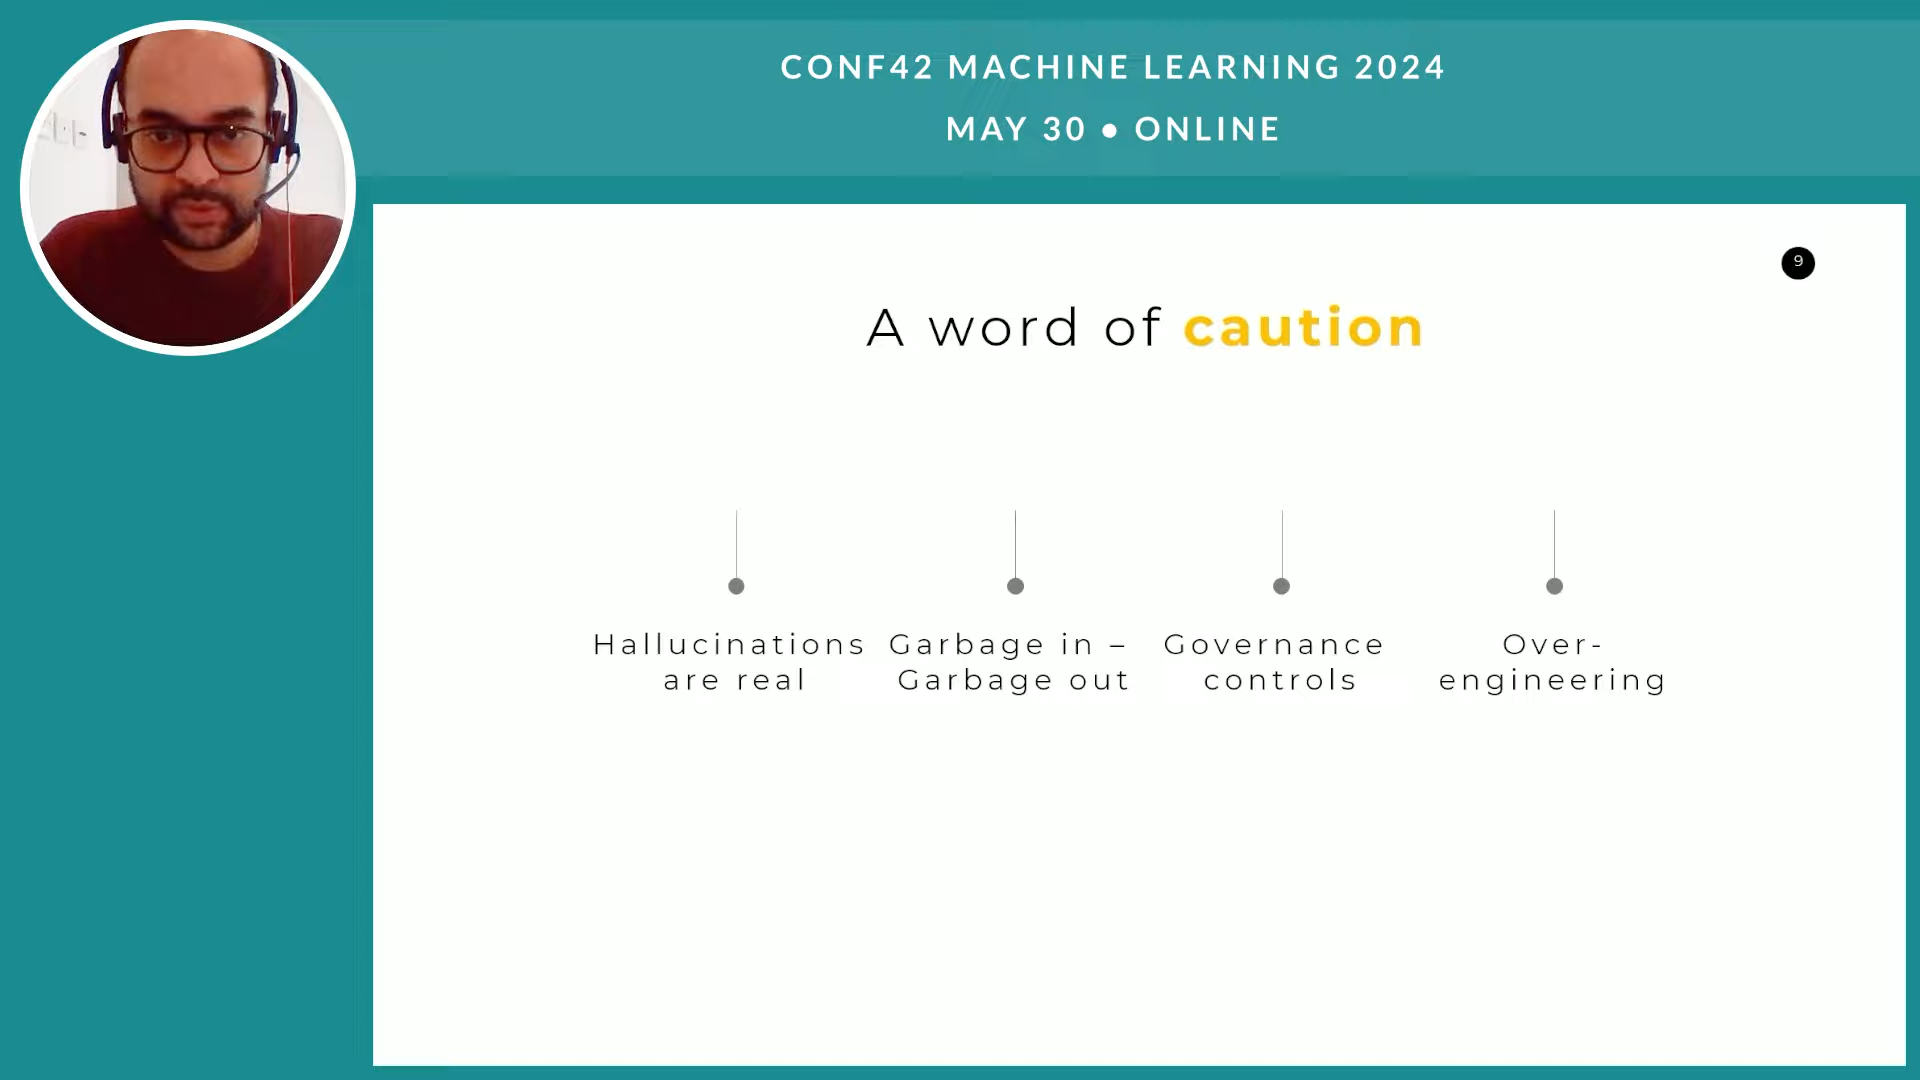 CONF42 MACHINE LEARNING 2024
MAY 30 • ONLINE
9
A word of caution
Hallucinations
are real
Garbage in –
Garbage out
Governance
controls
Over-
engineering